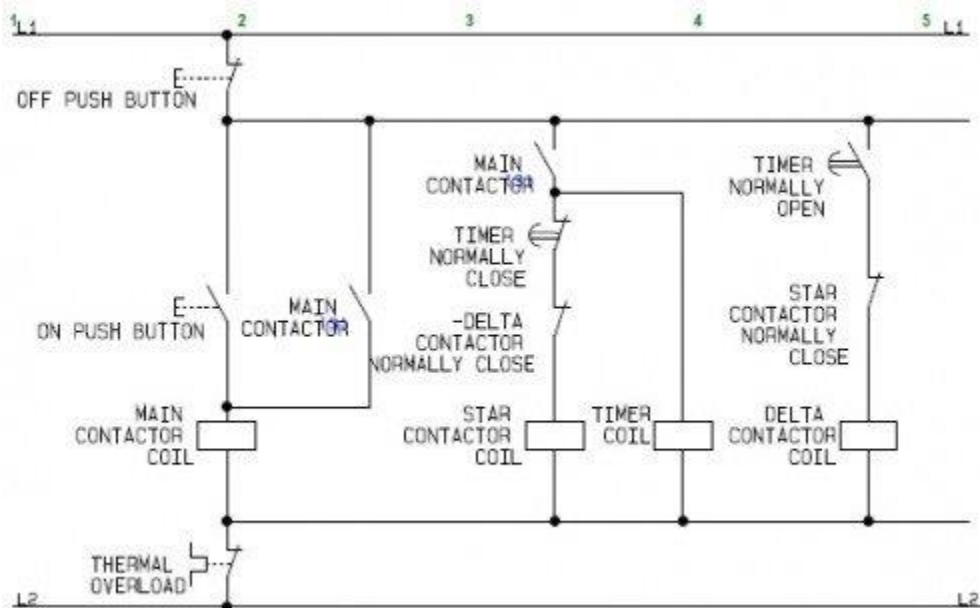 1 2 3 4 5
L1 L1
OFF PUSH BUTTON
MAIN
CONTACTOR
TIMER
NORMALLY
OPEN
TIMER
NORMALLY
CLOSE
ON PUSH BUTTON
MAIN
CONTACTOR
-DELTA
CONTACTOR
NORMALLY CLOSE
STAR
CONTACTOR
NORMALLY
CLOSE
MAIN
CONTACTOR
COIL
STAR
CONTACTOR
COIL
TIMER
COIL
DELTA
CONTACTOR
COIL
THERMAL
OVERLOAD
L2 L2